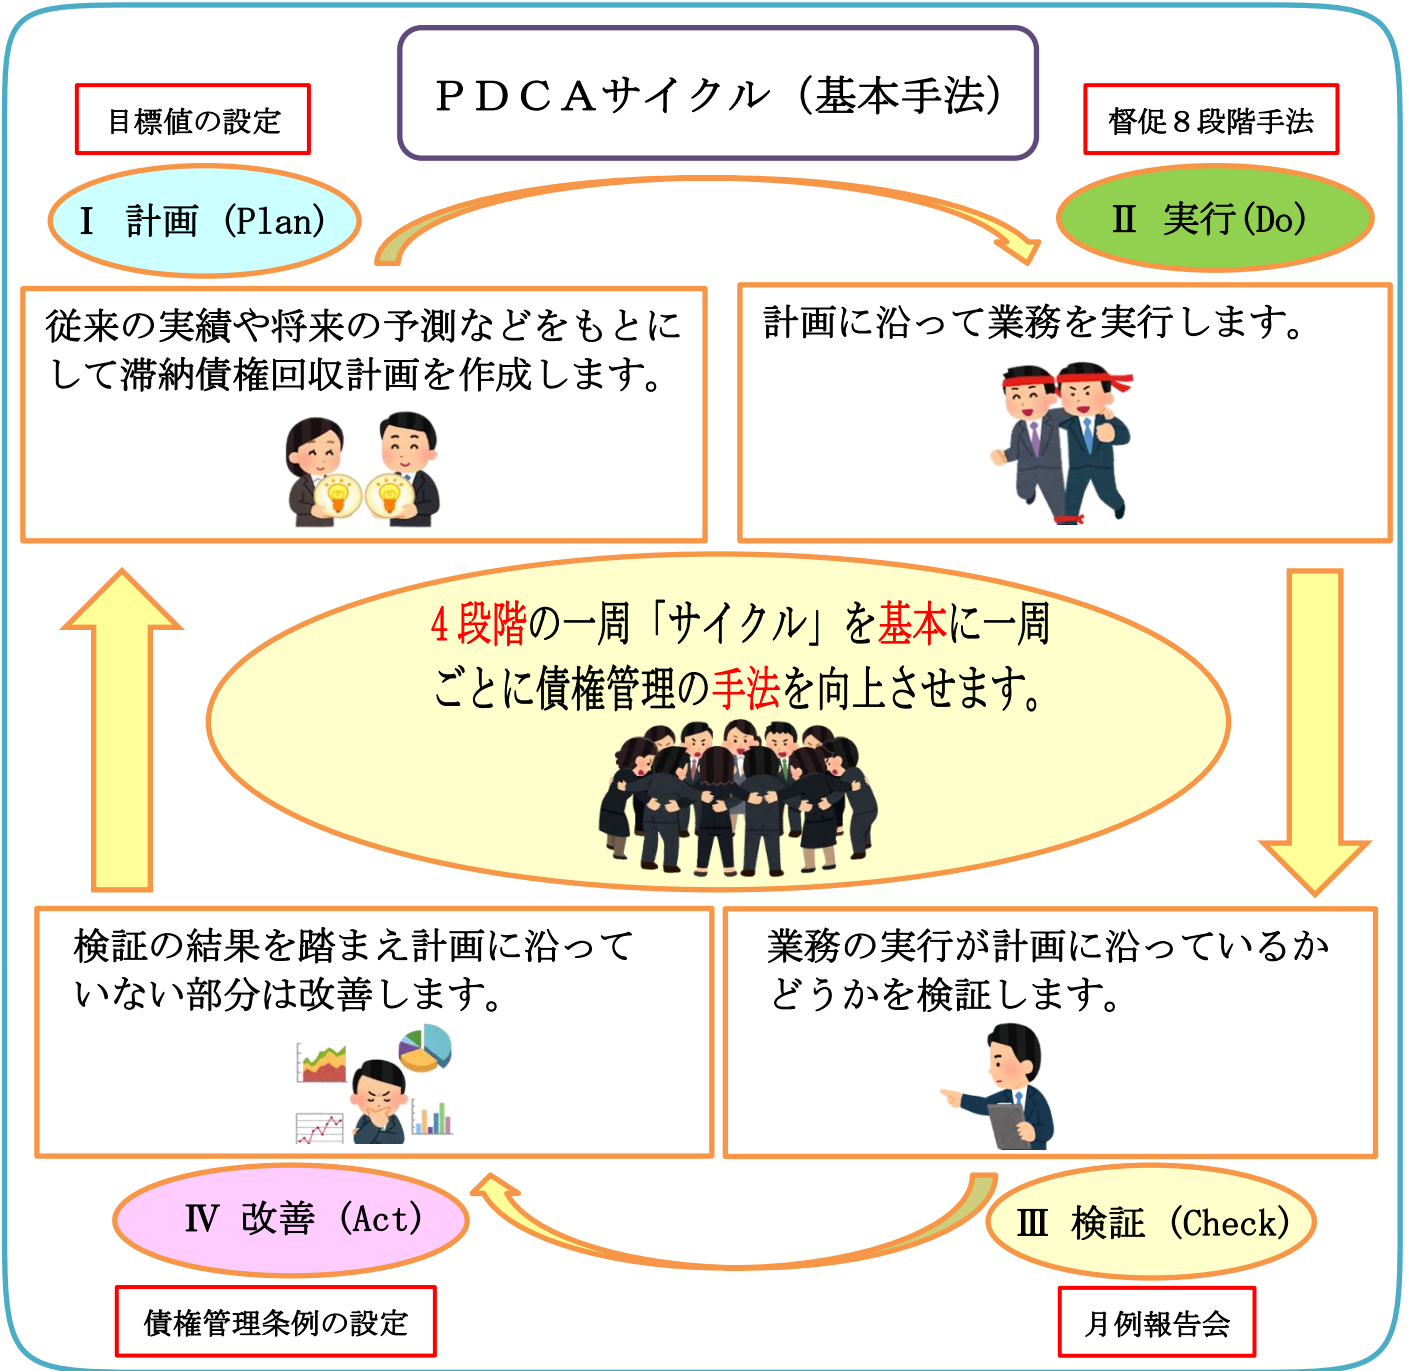 ＰＤＣＡサイクル（基本手法）
目標値の設定
督促８段階手法
Ⅰ　計画（Plan）
Ⅱ　実行(Do)
従来の実績や将来の予測などをもとに
して滞納債権回収計画を作成します。
計画に沿って業務を実行します。
4段階の一周「サイクル」を基本に一周
ごとに債権管理の手法を向上させます。
検証の結果を踏まえ計画に沿って
いない部分は改善します。
業務の実行が計画に沿っているか
どうかを検証します。
Ⅳ　改善（Act）
Ⅲ　検証（Check）
債権管理条例の設定
月例報告会